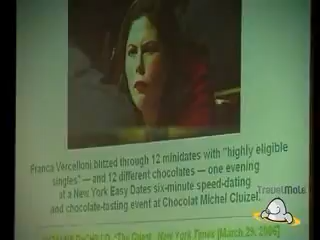 Franca Vercelloni blitzed through 12 minidates with "highly eligible
singles" — and 12 different chocolates — one evening
at a New York Easy Dates six-minute speed-dating
and chocolate-tasting event at Chocolat Michel Cluizel.
TravelMole
"The Guest, New York Times [March 29, 2006]